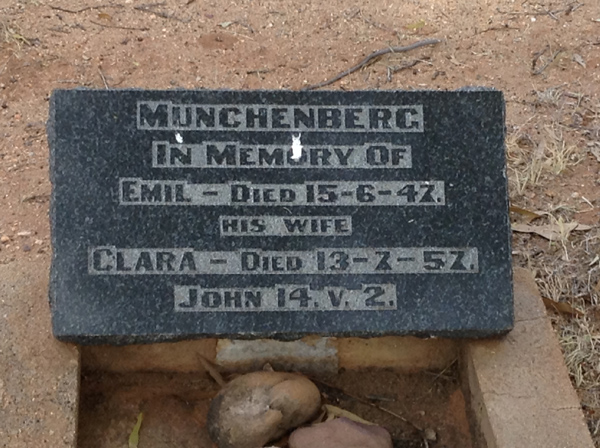 MUNCHENBERG
IN MEMORY OF
EMIL - DIED 15-6-47.
HIS WIFE
CLARA - DIED 13-7-57.
JOHN 14. V. 2.